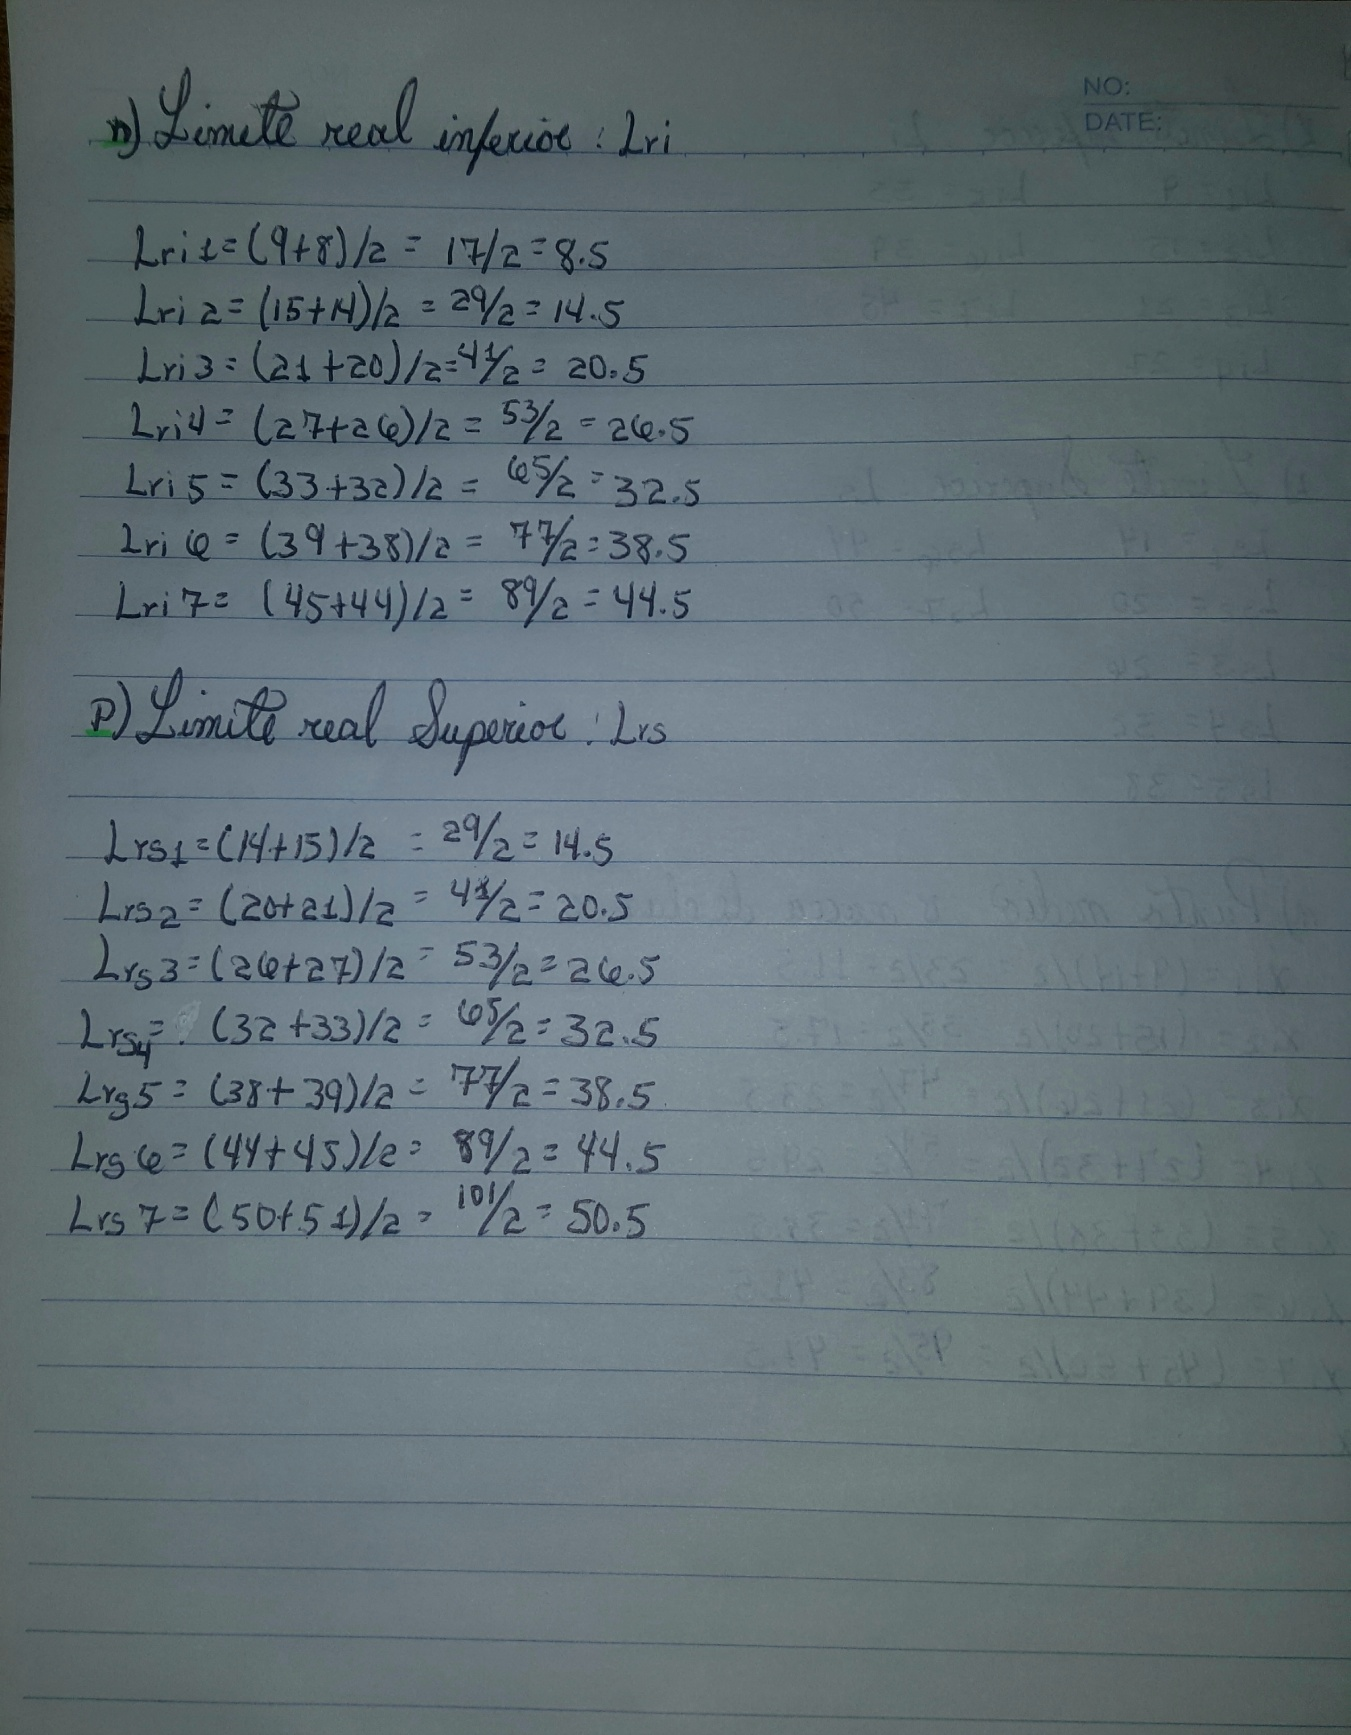 NO:
DATE:
n) Limite real inferior : Lri
Lri1=(9+8)/2 = 17/2=8.5
Lri2=(15+14)/2 = 29/2=14.5
Lri3=(21+20)/2=41/2= 20.5
Lri4= (27+26)/2 = 53/2=26.5
Lri5=(33+32)/2 = 65/2=32.5
Lri6= (39+38)/2 = 77/2=38.5
Lri7= (45+44)/2 = 89/2=44.5
P) Limite real Superior : Lrs
Lrs1=(14+15)/2 = 29/2=14.5
Lrs2=(20+21)/2 = 41/2=20.5
Lrs3=(26+27)/2 = 53/2=26.5
Lrs4= (32+33)/2 = 65/2=32.5
Lrs5= (38+39)/2 = 77/2=38.5
Lrs6=(44+45)/2= 89/2=44.5
Lrs7=(50+51)/2= 101/2=50.5